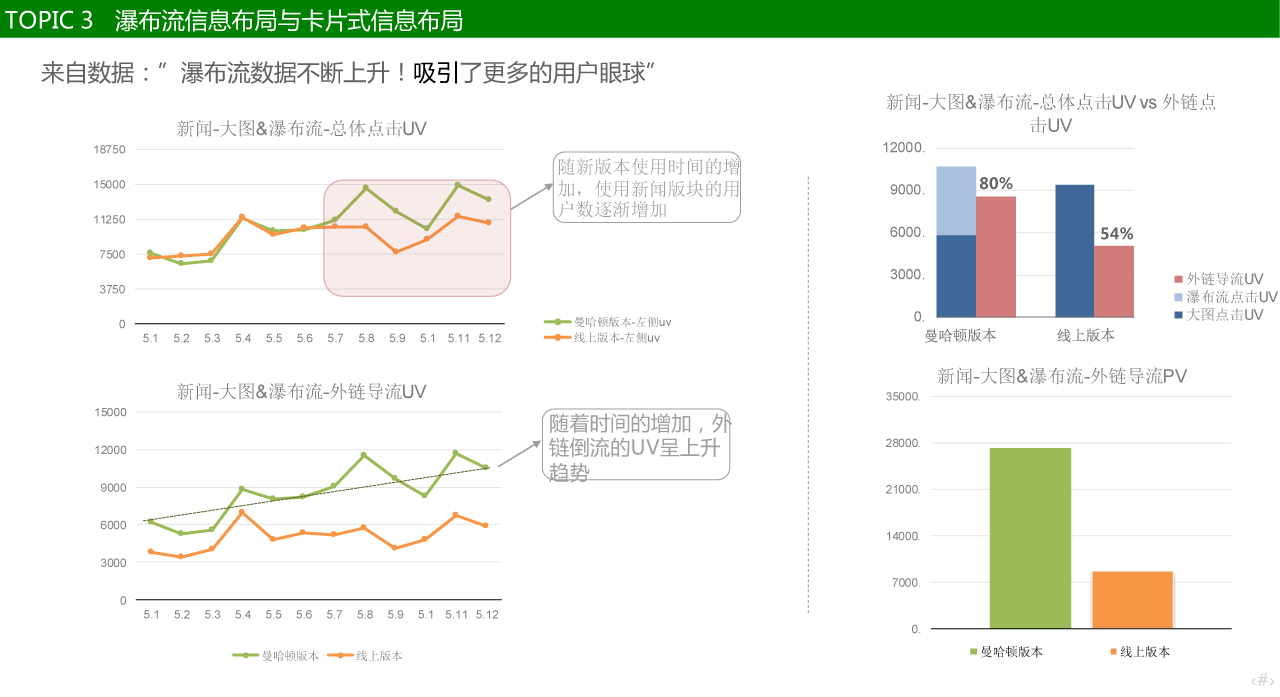 TOPIC 3 瀑布流信息布局与卡片式信息布局
来自数据：”瀑布流数据不断上升！吸引了更多的用户眼球”
新闻-大图&瀑布流-总体点击UV
18750
15000
11250
7500
3750
0
5.1 5.2 5.3 5.4 5.5 5.6 5.7 5.8 5.9 5.1 5.11 5.12
曼哈顿版本-左侧uv
线上版本-左侧uv
随新版本使用时间的增
加，使用新闻版块的用
户数逐渐增加
新闻-大图&瀑布流-外链导流UV
15000
12000
9000
6000
3000
0
5.1 5.2 5.3 5.4 5.5 5.6 5.7 5.8 5.9 5.1 5.11 5.12
曼哈顿版本 线上版本
随着时间的增加，外
链倒流的UV呈上升
趋势
新闻-大图&瀑布流-总体点击UV vs 外链点
击UV
12000.
9000.
6000.
3000.
0.
80%
54%
曼哈顿版本 线上版本
外链导流UV
瀑布流点击UV
大图点击UV
新闻-大图&瀑布流-外链导流PV
35000.
28000.
21000.
14000.
7000.
0.
曼哈顿版本 线上版本
‹#›